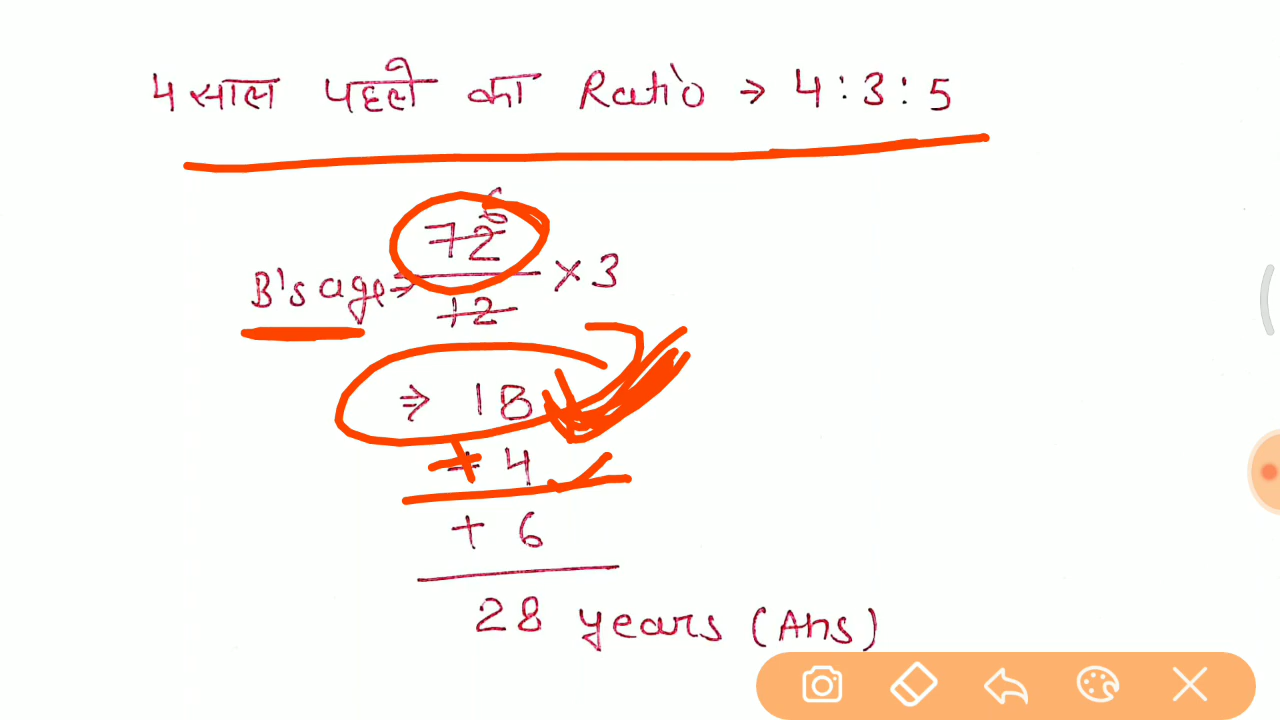 4 साल पहले का Ratio → 4:3:5
6
B's age ⇒ 72/12 × 3
⇒ 18
+ 4
+ 6
28 years (Ans)